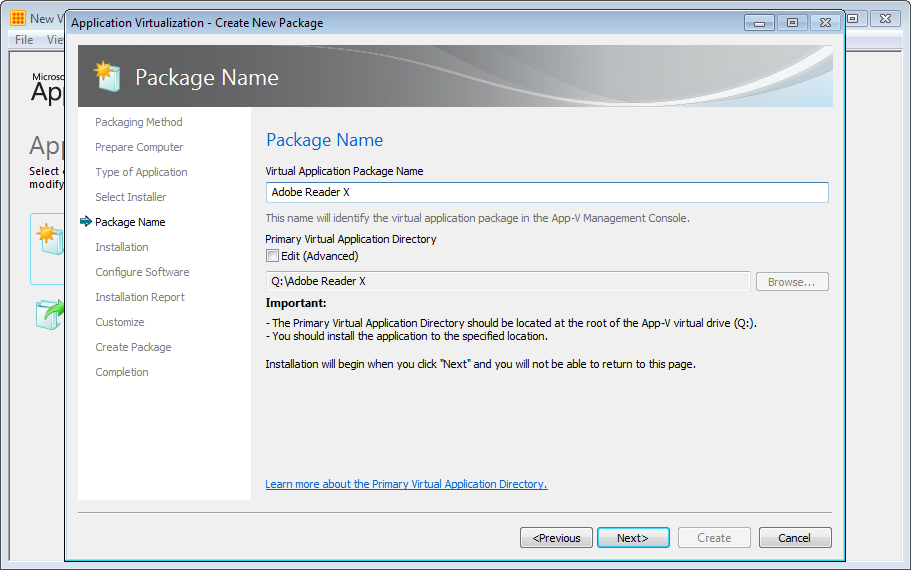 New V
Application Virtualization - Create New Package
File Vie
Microso
App
App
Select
modify
Package Name
Packaging Method
Prepare Computer
Type of Application
Select Installer
Package Name
Installation
Configure Software
Installation Report
Customize
Create Package
Completion
Package Name
Virtual Application Package Name
Adobe Reader X
This name will identify the virtual application package in the App-V Management Console.
Primary Virtual Application Directory
Edit (Advanced)
Q:\Adobe Reader X
Browse...
Important:
- The Primary Virtual Application Directory should be located at the root of the App-V virtual drive (Q:).
- You should install the application to the specified location.
Installation will begin when you click "Next" and you will not be able to return to this page.
Learn more about the Primary Virtual Application Directory.
<Previous Next> Create Cancel